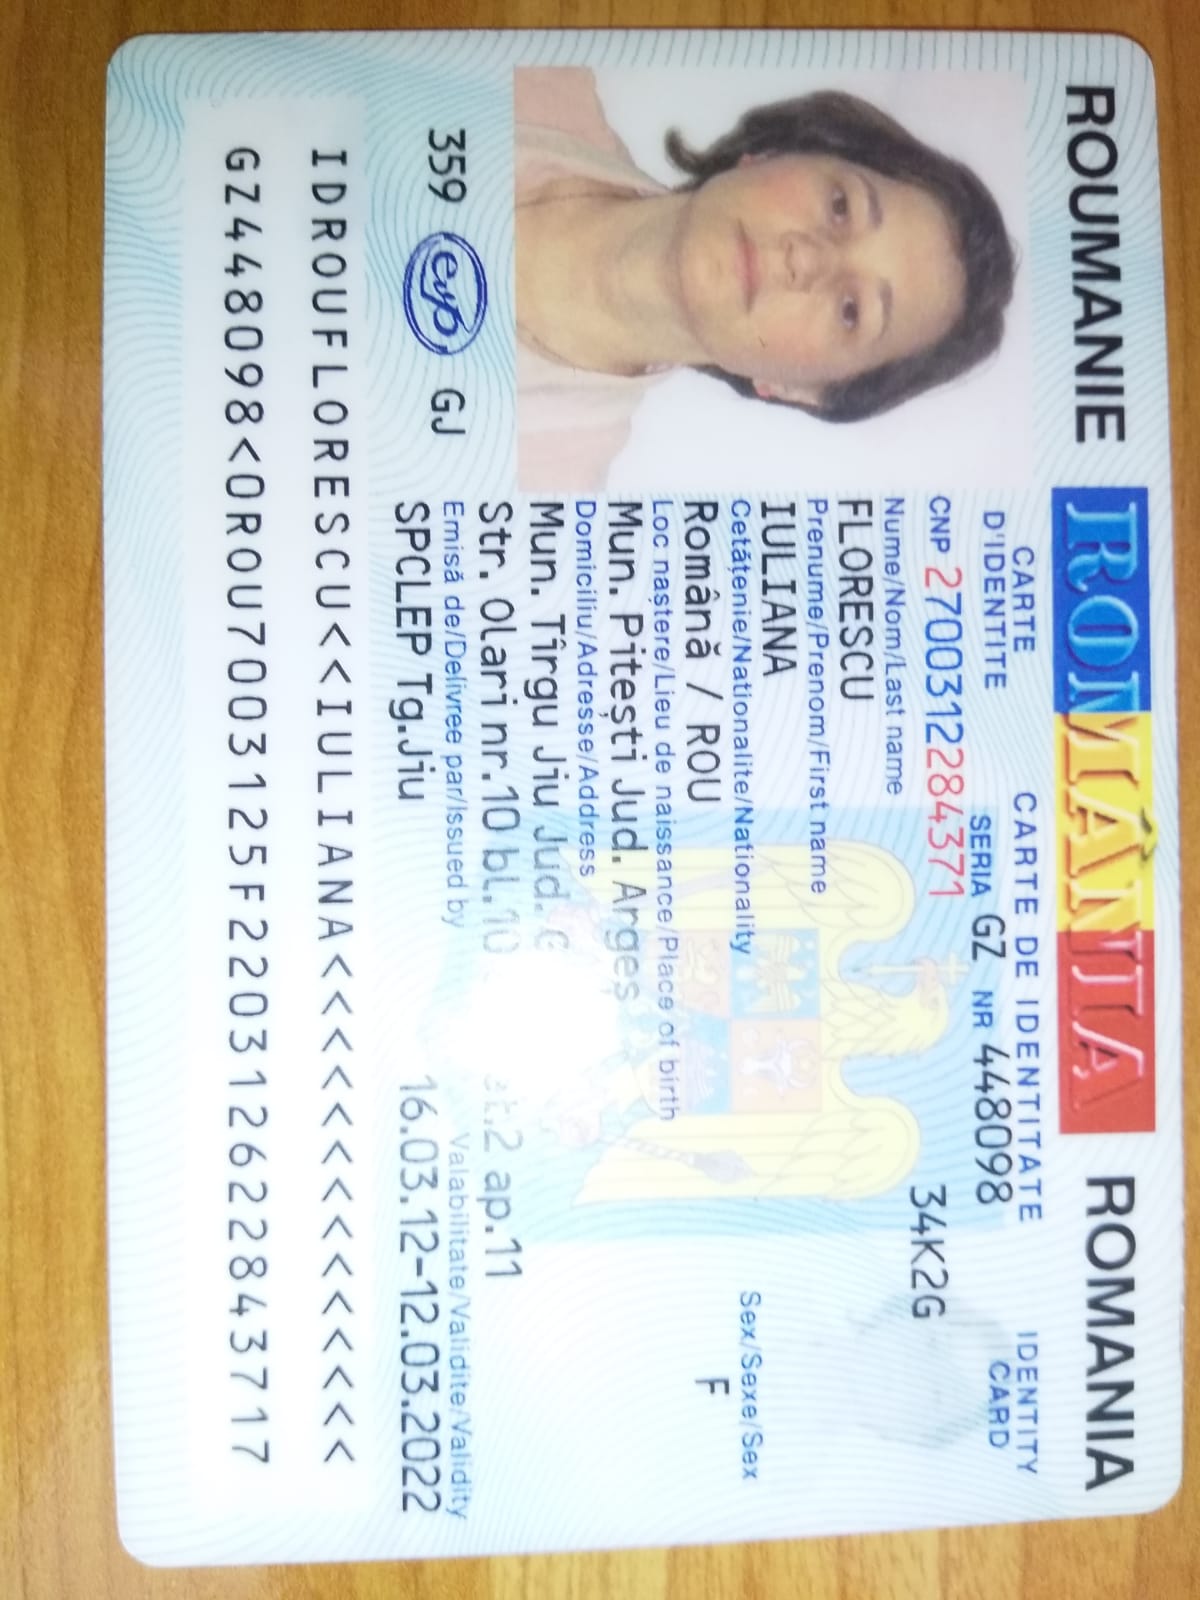 ROUMANIE ROMÂNIA ROMANIA
CARTE D'IDENTITE CARTE DE IDENTITATE IDENTITY CARD
SERIA GZ NR 448098
CNP 2700312284371 34K2G
Nume/Nom/Last name
FLORESCU
Prenume/Prenom/First name
IULIANA
Cetățenie/Nationalite/Nationality Sex/Sexe/Sex
Română / ROU F
Loc naștere/Lieu de naissance/Place of birth
Mun. Pitești Jud. Argeș
Domiciliu/Adresse/Address
Mun. Tîrgu Jiu Jud.
Str. Olari nr.10 bl.10 et.2 ap.11
Emisă de/Delivree par/Issued by Valabilitate/Validite/Validity
SPCLEP Tg.Jiu 16.03.12-12.03.2022
359 evp GJ
IDROUFLORESCU<<IULIANA<<<<<<<<<<<<<<
GZ448098<0ROU7003125F220312622843717